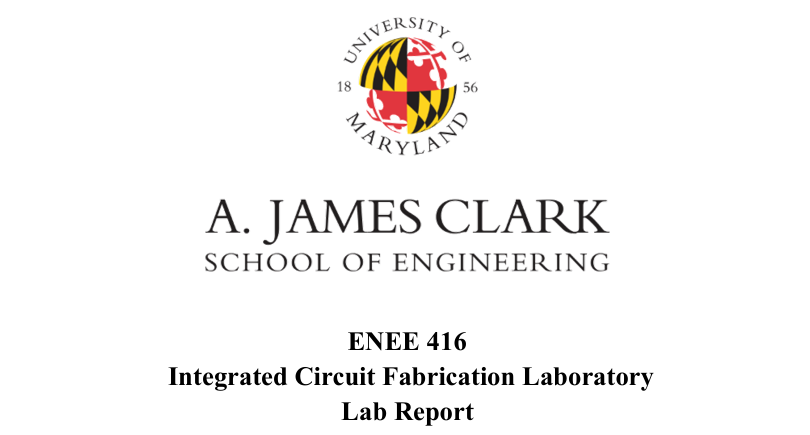 UNIVERSITY OF
18 56
MARYLAND
A. JAMES CLARK
SCHOOL OF ENGINEERING
ENEE 416
Integrated Circuit Fabrication Laboratory
Lab Report